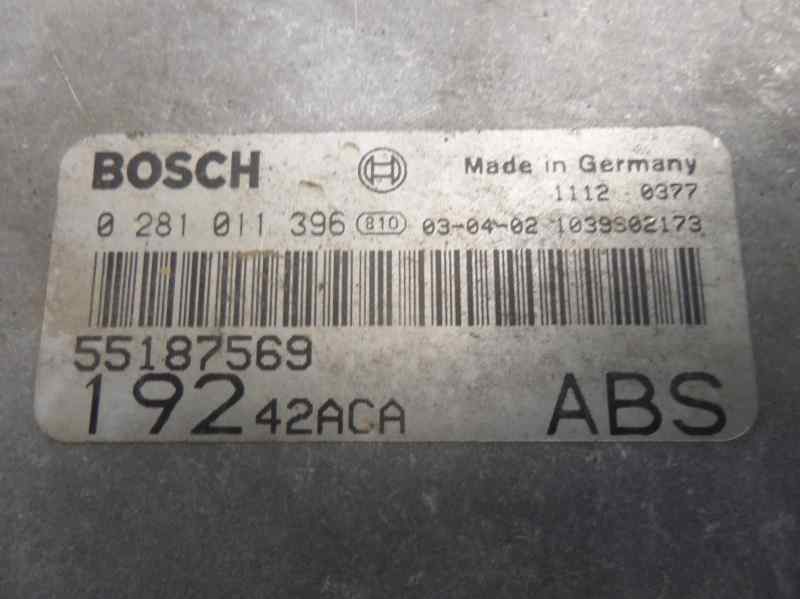 BOSCH Made in Germany
1112 0377
0 281 011 396 810 03-04-02 1039S02173
55187569
192 42ACA ABS